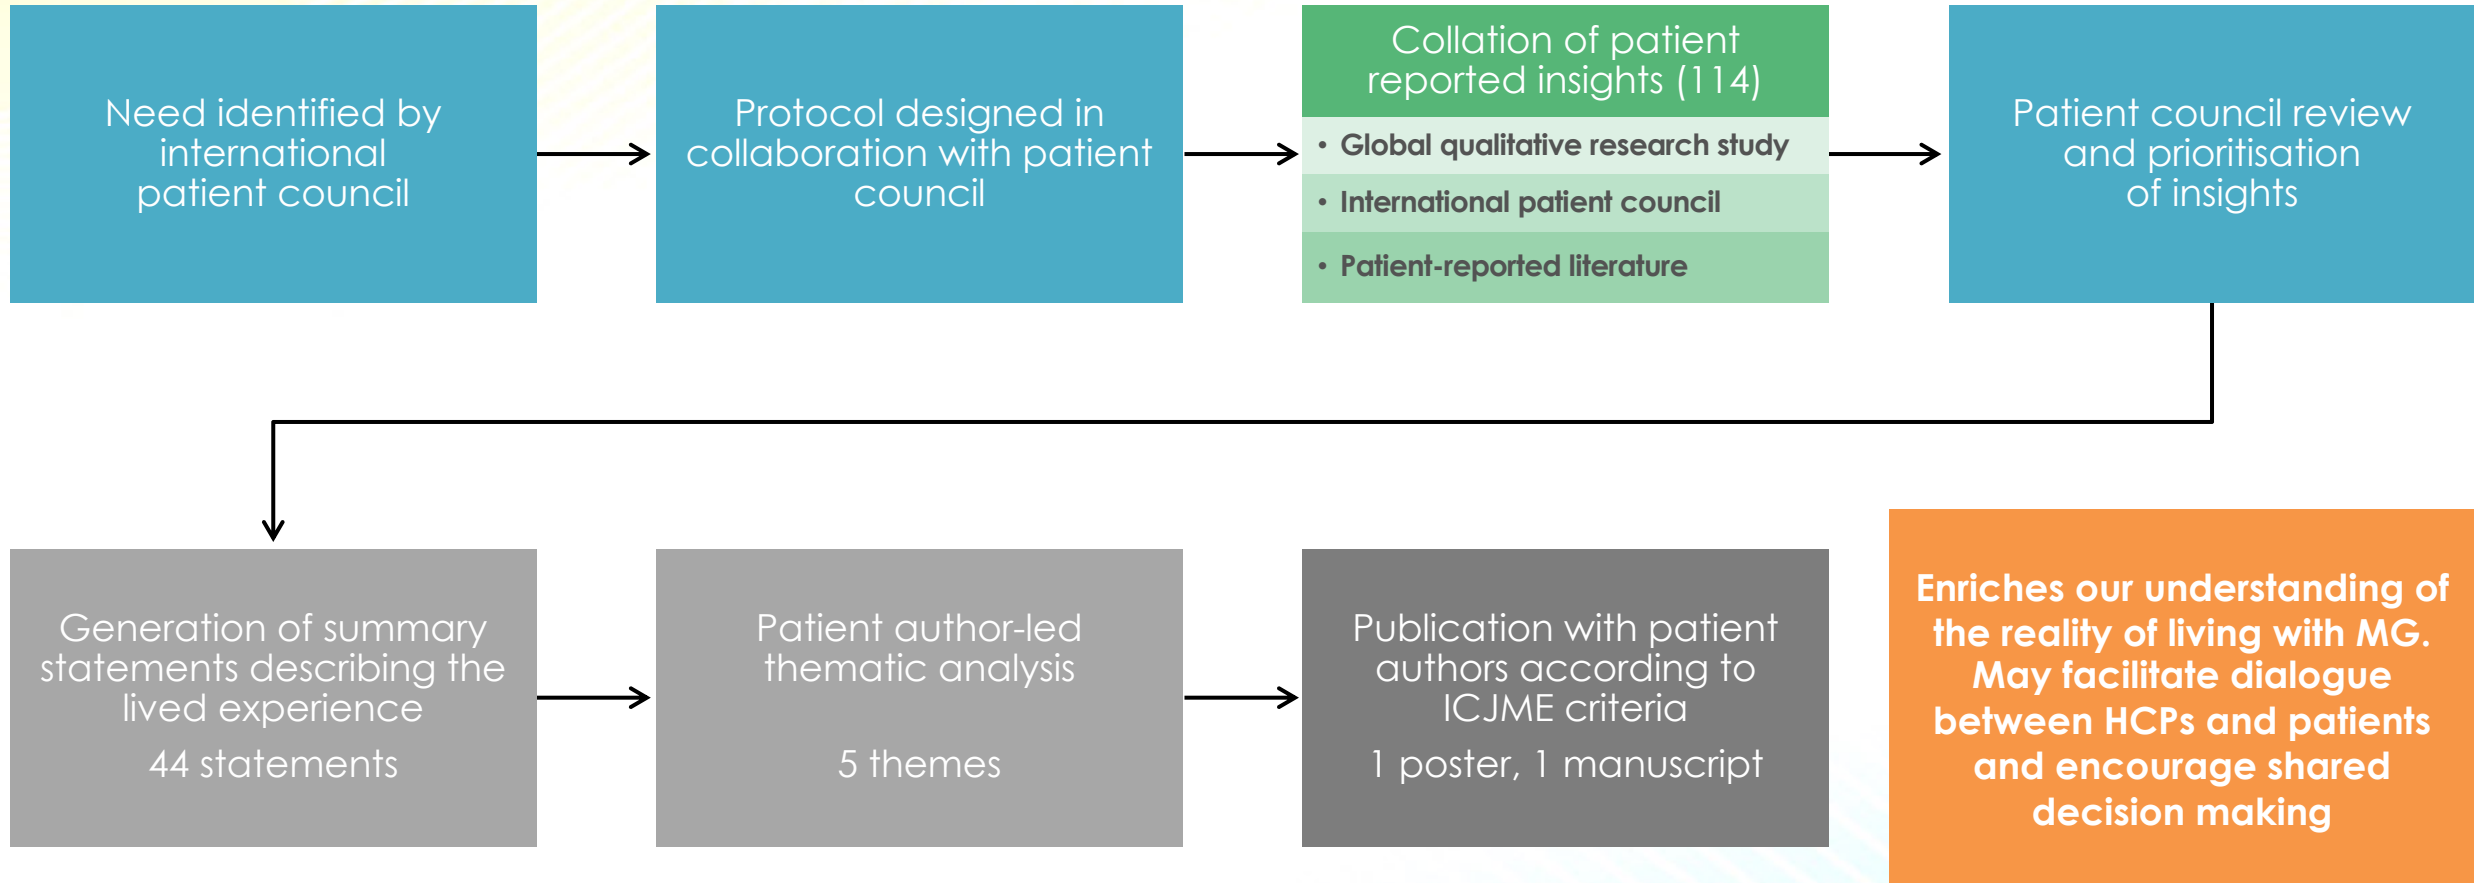 Need identified by
international
patient council
Protocol designed in
collaboration with patient
council
Collation of patient
reported insights (114)
• Global qualitative research study
• International patient council
• Patient-reported literature
Patient council review
and prioritisation
of insights
Generation of summary
statements describing the
lived experience
44 statements
Patient author-led
thematic analysis
5 themes
Publication with patient
authors according to
ICJME criteria
1 poster, 1 manuscript
Enriches our understanding of
the reality of living with MG.
May facilitate dialogue
between HCPs and patients
and encourage shared
decision making